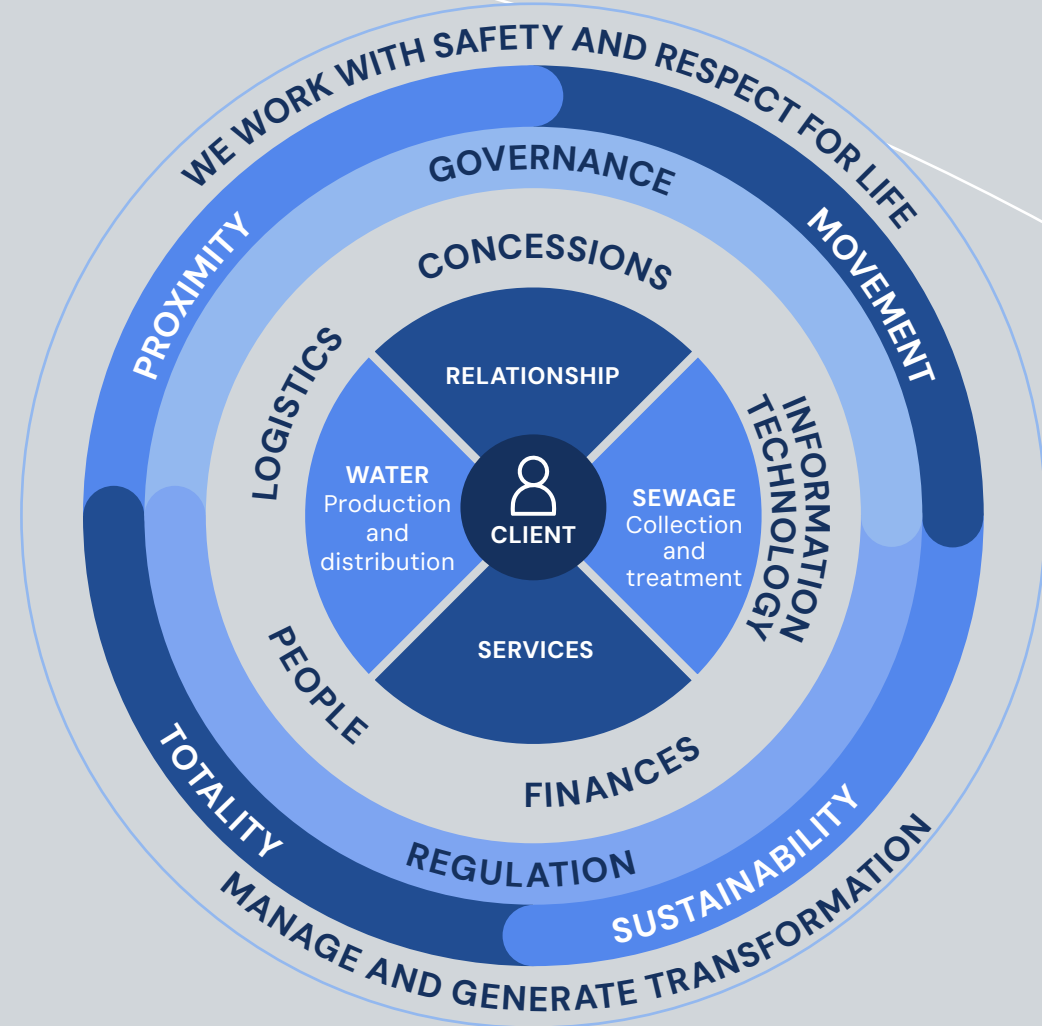 WE WORK WITH SAFETY AND RESPECT FOR LIFE
PROXIMITY
MOVEMENT
GOVERNANCE
CONCESSIONS
LOGISTICS
INFORMATION
TECHNOLOGY
RELATIONSHIP
WATER
Production
and
distribution
CLIENT
SEWAGE
Collection
and
treatment
SERVICES
PEOPLE
FINANCES
REGULATION
TOTALITY
SUSTAINABILITY
MANAGE AND GENERATE TRANSFORMATION